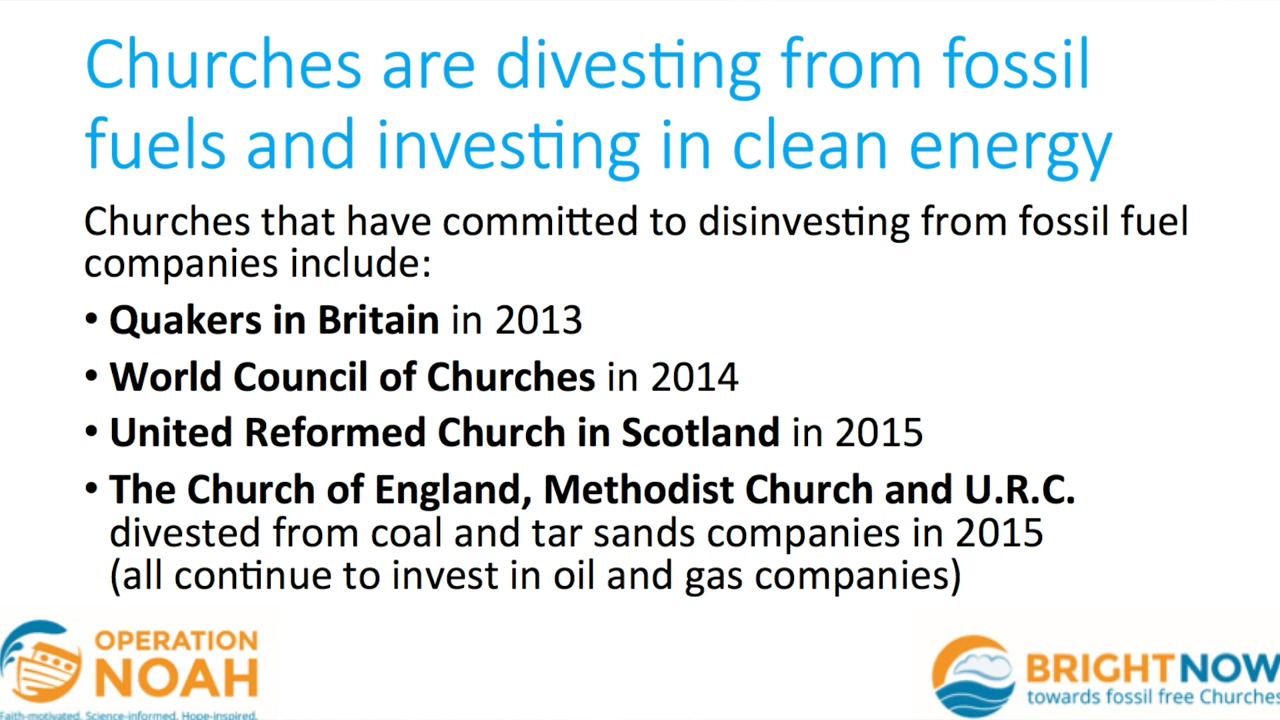 Churches are divesting from fossil
fuels and investing in clean energy
Churches that have committed to disinvesting from fossil fuel
companies include:
• Quakers in Britain in 2013
• World Council of Churches in 2014
• United Reformed Church in Scotland in 2015
• The Church of England, Methodist Church and U.R.C.
divested from coal and tar sands companies in 2015
(all continue to invest in oil and gas companies)
OPERATION
NOAH
Faith-motivated. Science-informed. Hope-inspired.
BRIGHTNOW
towards fossil free Churches